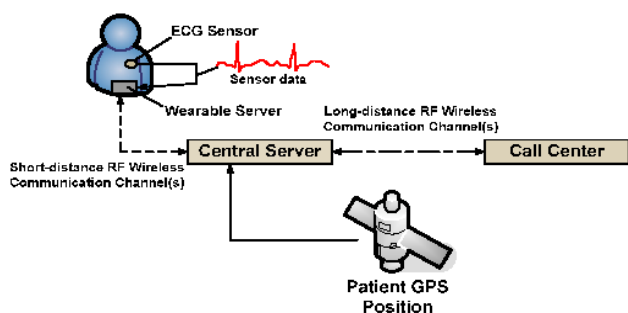 ECG Sensor
Sensor data
Wearable Server
Long-distance RF Wireless
Communication Channel(s)
Short-distance RF Wireless
Communication Channel(s)
Central Server
Call Center
Patient GPS
Position